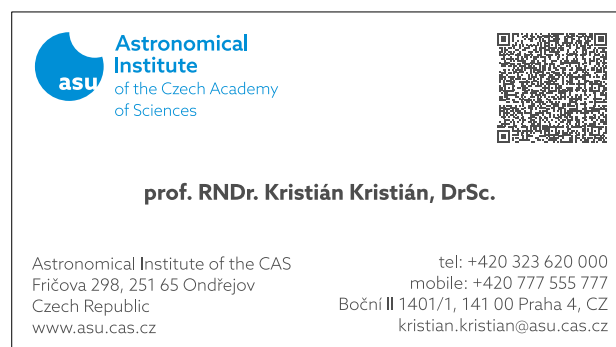 asu
Astronomical
Institute
of the Czech Academy
of Sciences
prof. RNDr. Kristián Kristián, DrSc.
Astronomical Institute of the CAS
Fričova 298, 251 65 Ondřejov
Czech Republic
www.asu.cas.cz
tel: +420 323 620 000
mobile: +420 777 555 777
Boční II 1401/1, 141 00 Praha 4, CZ
kristian.kristian@asu.cas.cz